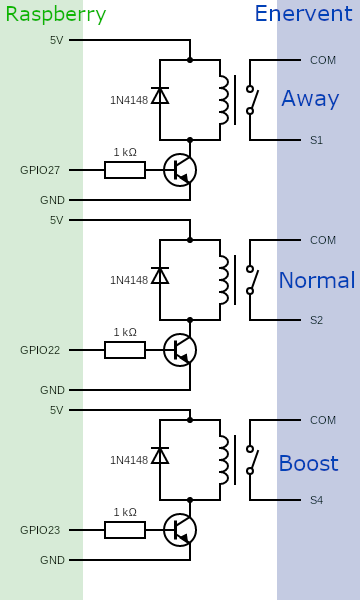 Raspberry Enervent
5V
COM
1N4148
Away
1 kΩ
S1
GPIO27
GND
5V
COM
1N4148
Normal
1 kΩ
S2
GPIO22
GND
5V
COM
1N4148
Boost
1 kΩ
S4
GPIO23
GND